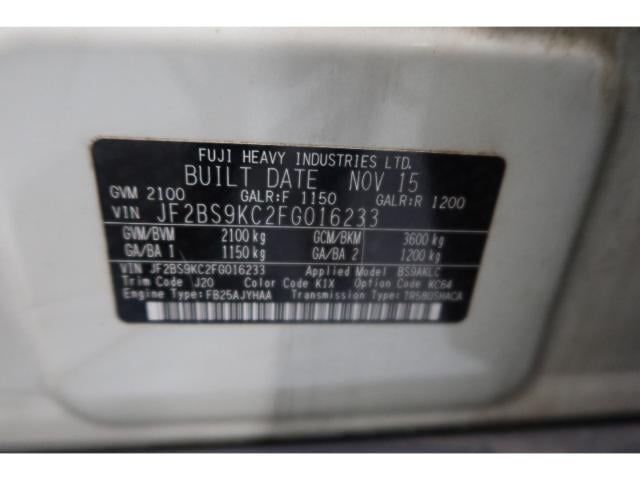 FUJI HEAVY INDUSTRIES LTD.
BUILT DATE NOV 15
GVM 2100 GALR:F 1150 GALR:R 1200
VIN JF2BS9KC2FG016233
GVM/BVM 2100 kg GCM/BKM 3600 kg
GA/BA 1 1150 kg GA/BA 2 1200 kg
VIN JF2BS9KC2FG016233 Applied Model BS9AKLC
Trim Code J20 Color Code K1X Option Code KC64
Engine Type:FB25AJYHAA Transmission Type:TR580SHACA